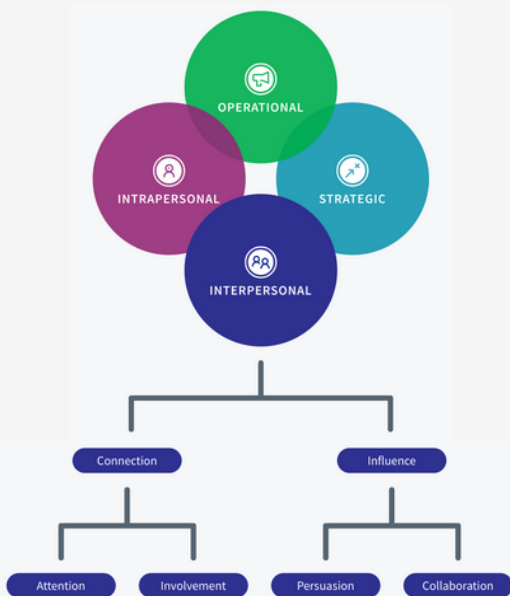 OPERATIONAL
INTRAPERSONAL
STRATEGIC
INTERPERSONAL
Connection
Influence
Attention
Involvement
Persuasion
Collaboration